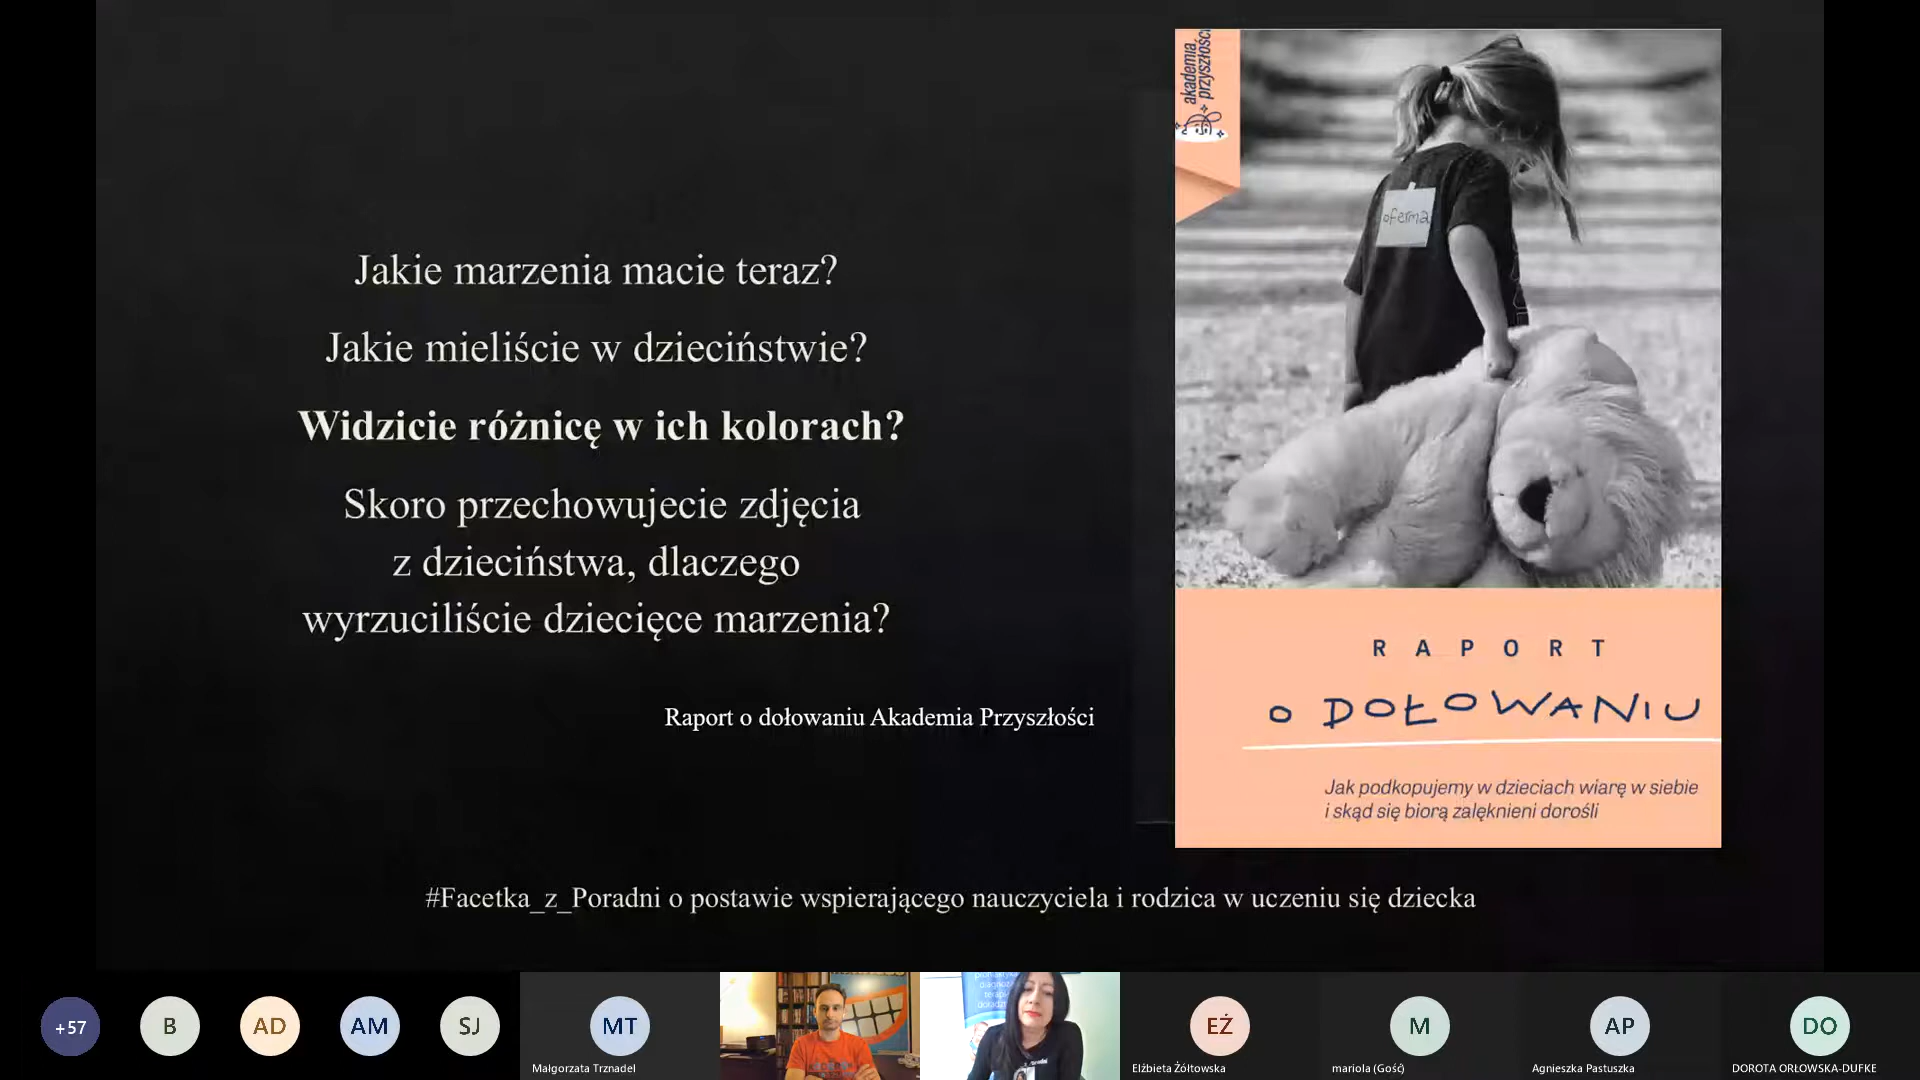 Jakie marzenia macie teraz?
Jakie mieliście w dzieciństwie?
Widzicie różnicę w ich kolorach?
Skoro przechowujecie zdjęcia
z dzieciństwa, dlaczego
wyrzuciliście dziecięce marzenia?
Raport o dołowaniu Akademia Przyszłości
akademia
przyszłości
oferma
RAPORT
o DOŁOWANIU
Jak podkopujemy w dzieciach wiarę w siebie
i skąd się biorą zalęknieni dorośli
#Facetka_z_Poradni o postawie wspierającego nauczyciela i rodzica w uczeniu się dziecka
+57
B
AD
AM
SJ
MT
Małgorzata Trznadel
diagnoza
terapia
EŻ
Elżbieta Żółtowska
M
mariola (Gość)
AP
Agnieszka Pastuszka
DO
DOROTA ORŁOWSKA-DUFKE